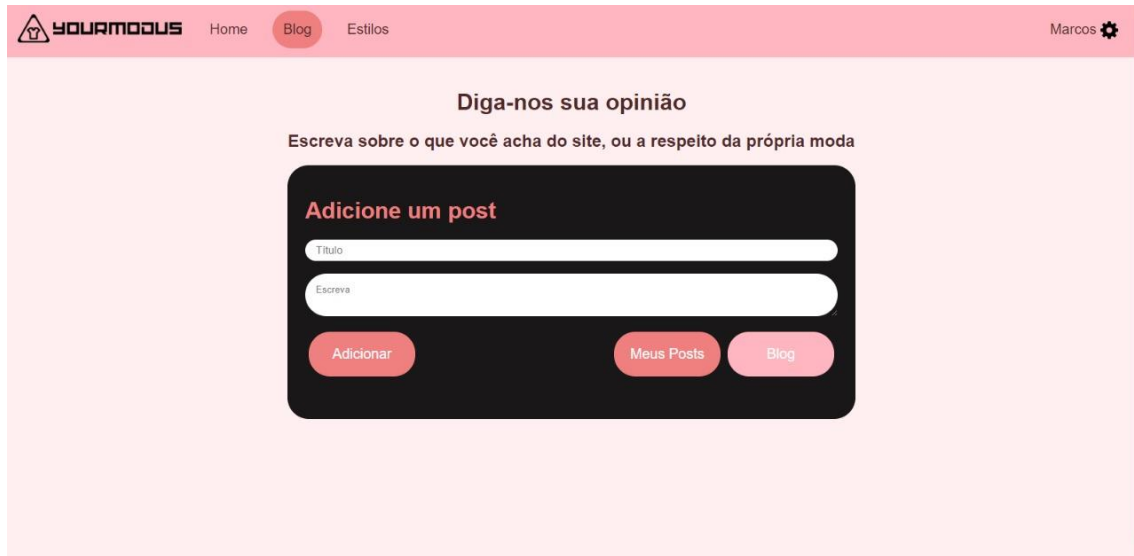 YOURMODUS Home Blog Estilos Marcos
Diga-nos sua opinião
Escreva sobre o que você acha do site, ou a respeito da própria moda
Adicione um post
Título
Escreva
Adicionar Meus Posts Blog